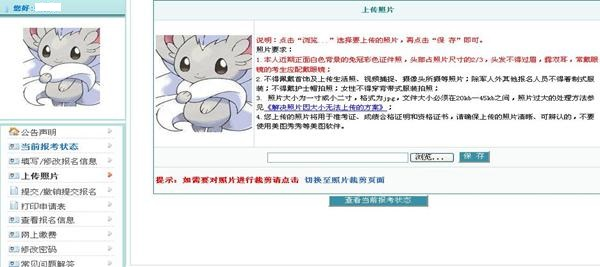 您好：
公告声明
当前报考状态
填写/修改报名信息
上传照片
提交/撤销提交报名
打印申请表
查看报名信息
网上缴费
修改密码
常见问题解答
上传照片
说明：点击“浏览...”选择要上传的照片，再点击“保 存”即可。
照片要求：
1.本人近期正面白色背景的免冠彩色证件照，头部占照片尺寸的2/3，头发不得过眉，露双耳，常戴眼
镜的考生应配戴眼镜；
2.不得佩戴首饰及上传生活照、视频捕捉、摄像头所摄等照片；除军人外其他报名人员不得着制式服
装；不得戴护士帽拍照；女性不得穿背带式服装拍照；
3. 照片大小为一寸或小二寸，格式为jpg，文件大小必须在20kb—45kb之间，照片过大的处理方法参
见《解决照片因大小无法上传的方案》；
4.您上传的照片将用于准考证、成绩合格证明和资格证书，请确保上传的照片清晰、可辨认的，不要
使用美图秀秀等美图软件。
浏览... 保 存
提示：如需要对照片进行裁剪请点击 切换至照片裁剪页面
查看当前报考状态